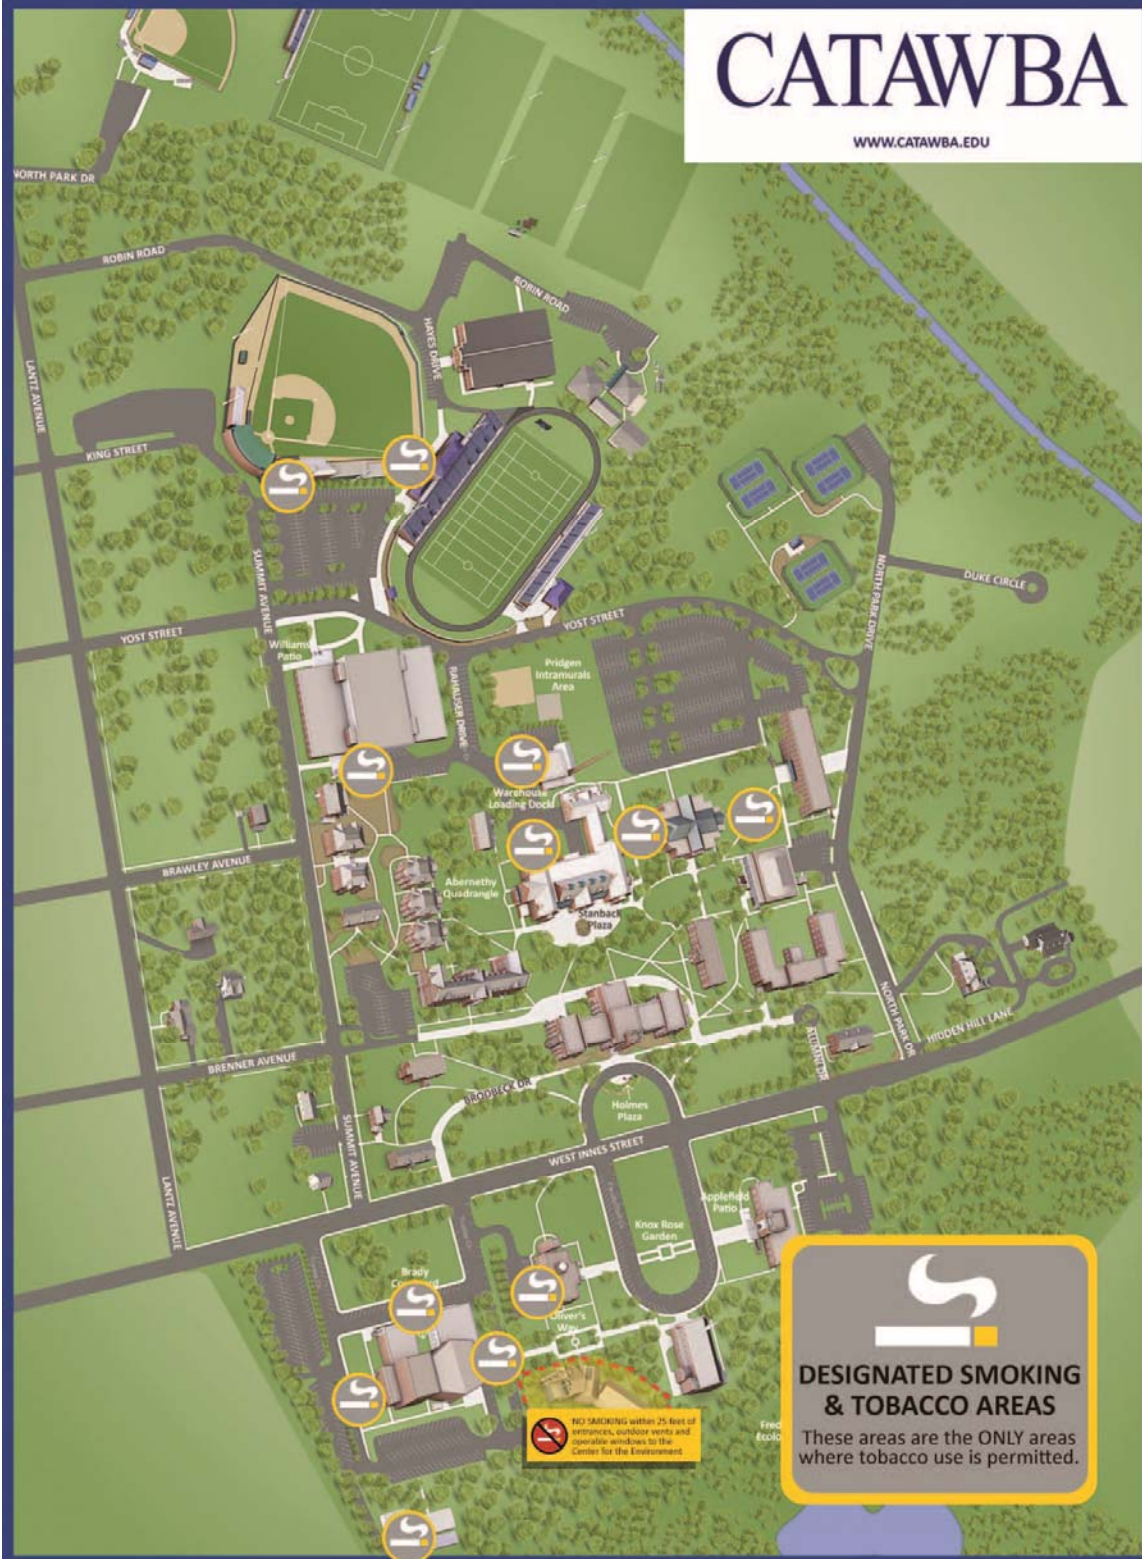 CATAWBA
WWW.CATAWBA.EDU
NORTH PARK DR
ROBIN ROAD
ROBIN ROAD
HAYES DRIVE
LANTZ AVENUE
KING STREET
SUMMIT AVENUE
NORTH PARK DRIVE
DUKE CIRCLE
YOST STREET
YOST STREET
Williams
Patio
RAHAUSER DRIVE
Pridgen
Intramurals
Area
Warehouse
Loading Dock
BRAWLEY AVENUE
Abernethy
Quadrangle
Stanback
Plaza
NORTH PARK DR
HIDDEN HILL LANE
ALUMNI DR
BRENNER AVENUE
BRODBECK DR
Holmes
Plaza
SUMMIT AVENUE
WEST INNES STREET
LANTZ AVENUE
Applefield
Patio
Knox Rose
Garden
Brady
Oliver's
Way
NO SMOKING within 25 feet of
entrances, outdoor vents and
operable windows to the
Center for the Environment
DESIGNATED SMOKING
& TOBACCO AREAS
These areas are the ONLY areas
where tobacco use is permitted.